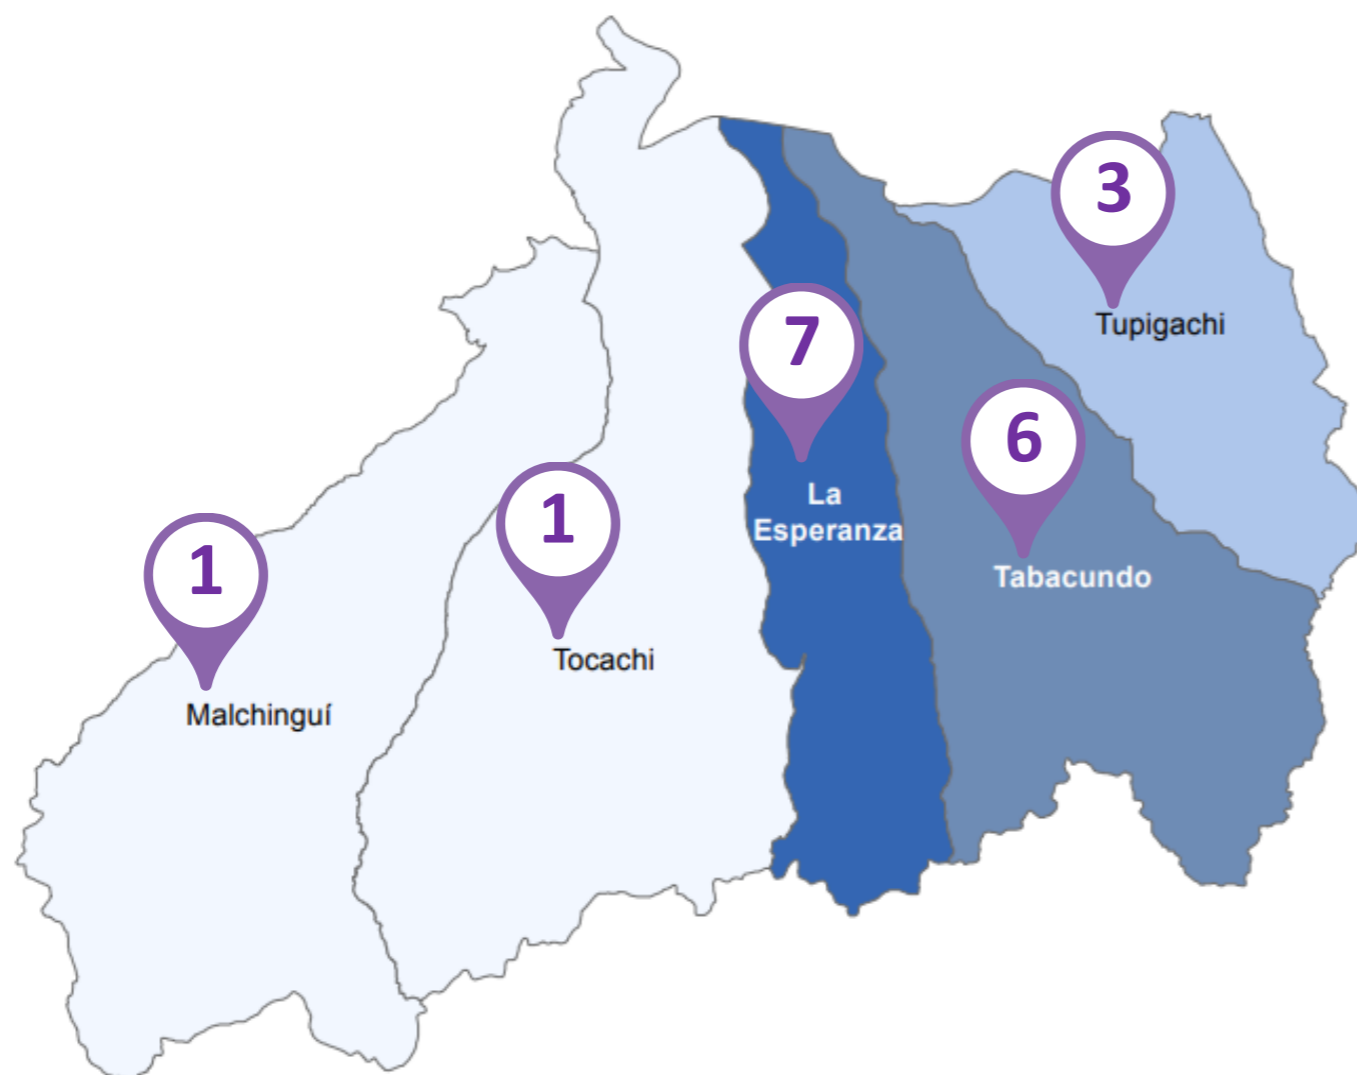 3
Tupigachi
7
La
Esperanza
6
Tabacundo
1
Tocachi
1
Malchinguí